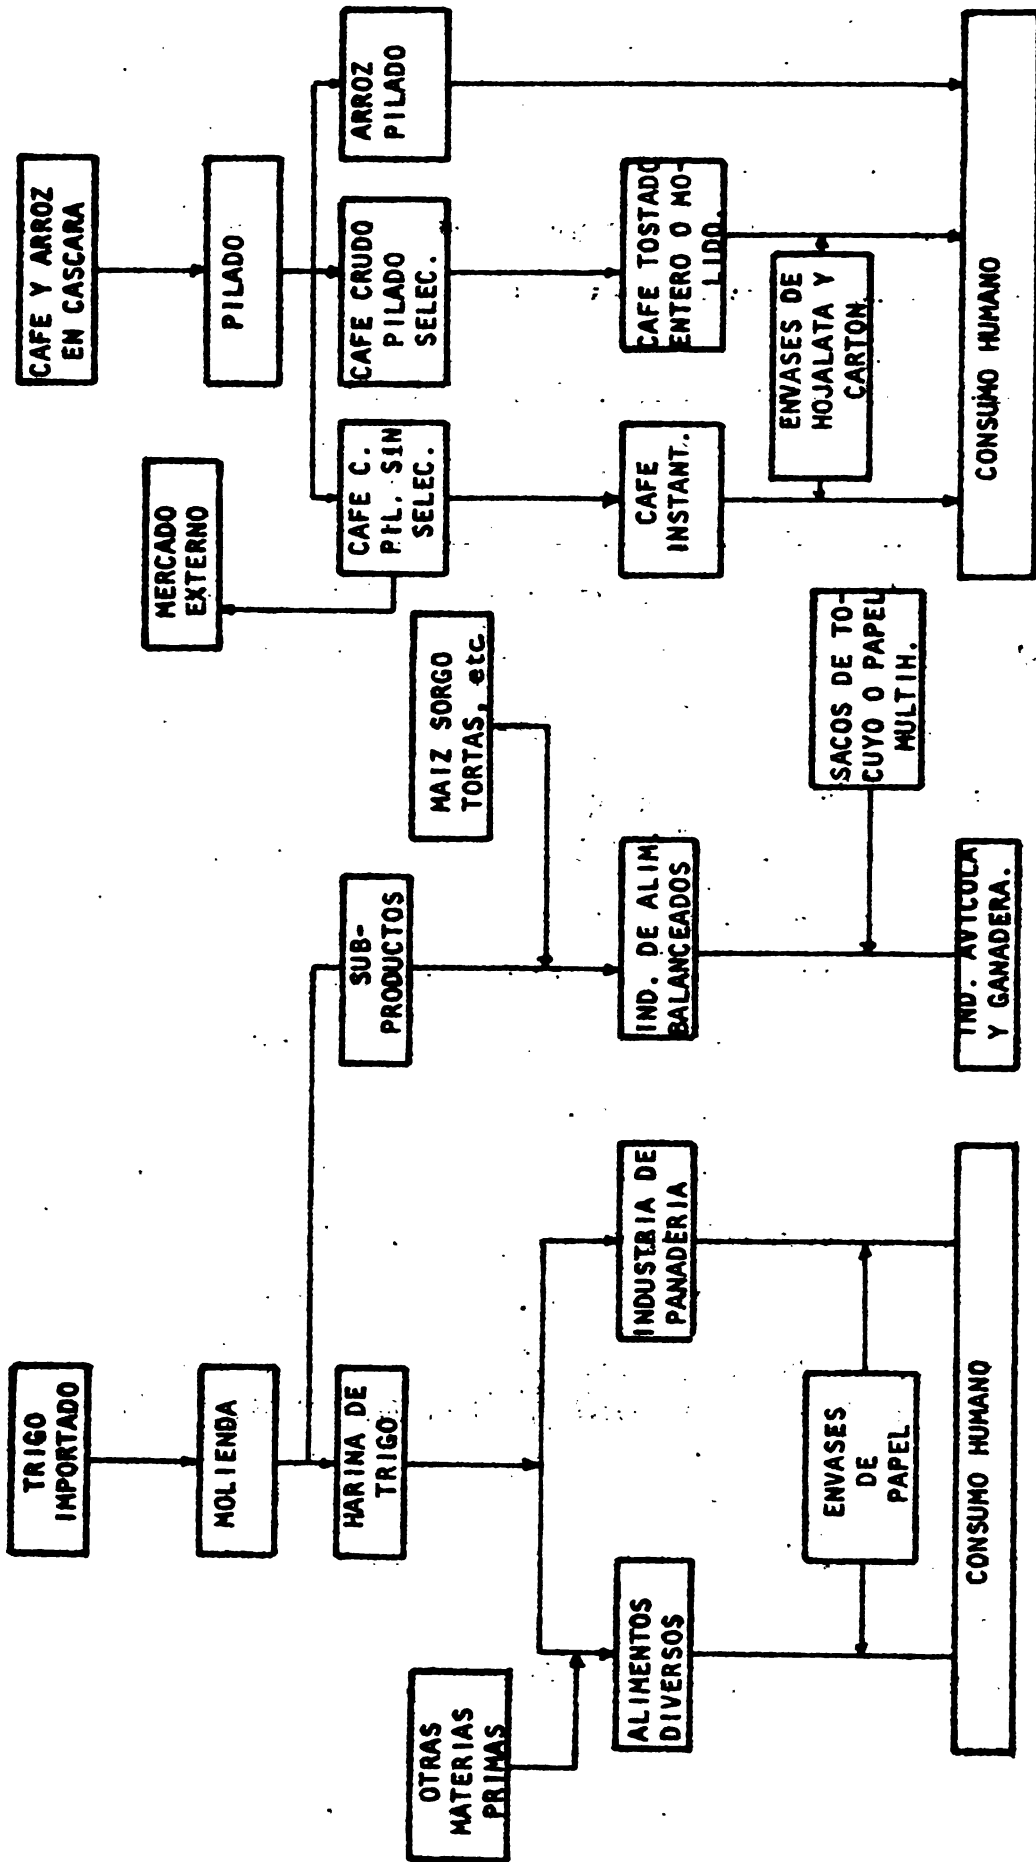 TRIGO
IMPORTADO
MOLIENDA
HARINA DE
TRIGO
SUB-
PRODUCTOS
OTRAS
MATERIAS
PRIMAS
MAIZ SORGO
TORTAS, etc
ALIMENTOS
DIVERSOS
INDUSTRIA DE
PANADERIA
IND. DE ALIM.
BALANCEADOS
ENVASES
DE
PAPEL
SACOS DE TO-
CUYO O PAPEL
MULTIH.
CONSUMO HUMANO
IND. AVICULA
Y GANADERA.
CAFE Y ARROZ
EN CASCARA
MERCADO
EXTERNO
PILADO
CAFE C.
PIL. SIN
SELEC.
CAFE CRUDO
PILADO
SELEC.
ARROZ
PILADO
CAFE
INSTANT.
CAFE TOSTADO
ENTERO O MO-
LIDO.
ENVASES DE
HOJALATA Y
CARTON
CONSUMO HUMANO